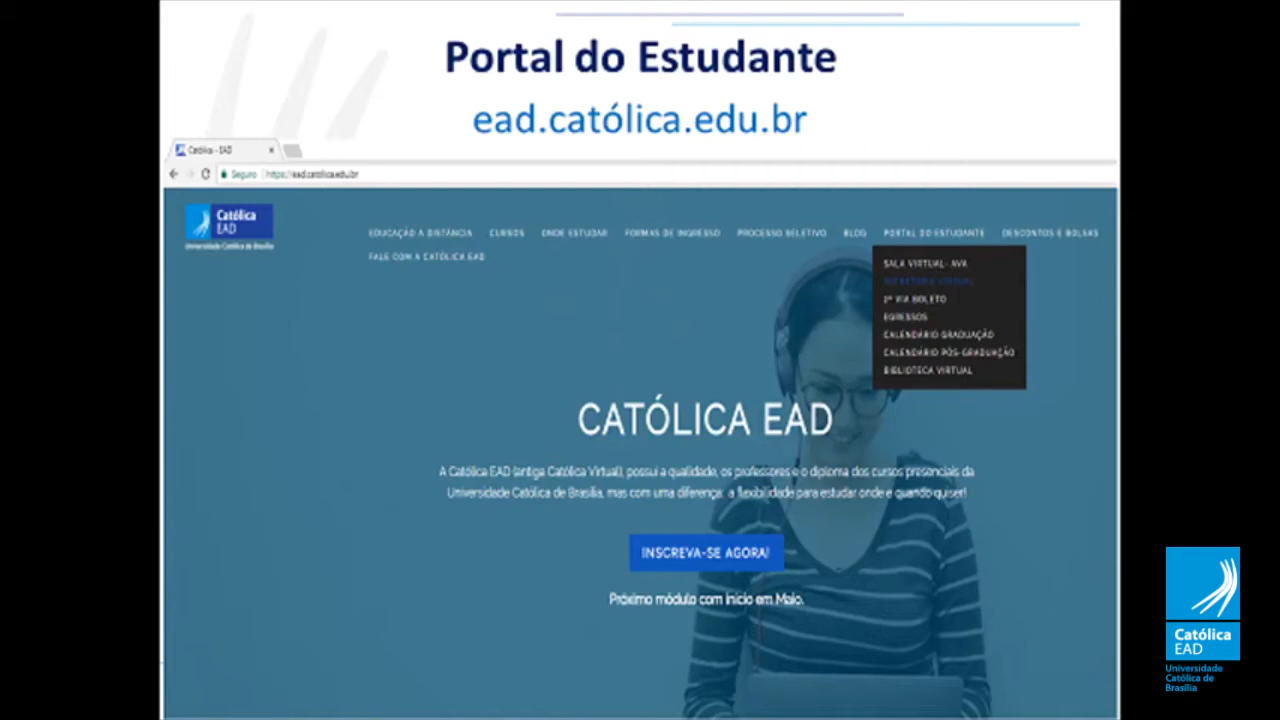 Portal do Estudante
ead.católica.edu.br
Católica - EAD
Seguro https://ead.catolica.edu.br
Católica
EAD
Universidade Católica de Brasília
EDUCAÇÃO A DISTÂNCIA CURSOS ONDE ESTUDAR FORMAS DE INGRESSO PROCESSO SELETIVO BLOG PORTAL DO ESTUDANTE DESCONTOS E BOLSAS
FALE COM A CATÓLICA EAD
SALA VIRTUAL- AVA
SECRETARIA VIRTUAL
2ª VIA BOLETO
EGRESSOS
CALENDÁRIO GRADUAÇÃO
CALENDÁRIO PÓS-GRADUAÇÃO
BIBLIOTECA VIRTUAL
CATÓLICA EAD
A Católica EAD (antiga Católica Virtual), possui a qualidade, os professores e o diploma dos cursos presenciais da
Universidade Católica de Brasília, mas com uma diferença: a flexibilidade para estudar onde e quando quiser!
INSCREVA-SE AGORA!
Próximo módulo com início em Maio.
Católica
EAD
Universidade
Católica de
Brasília